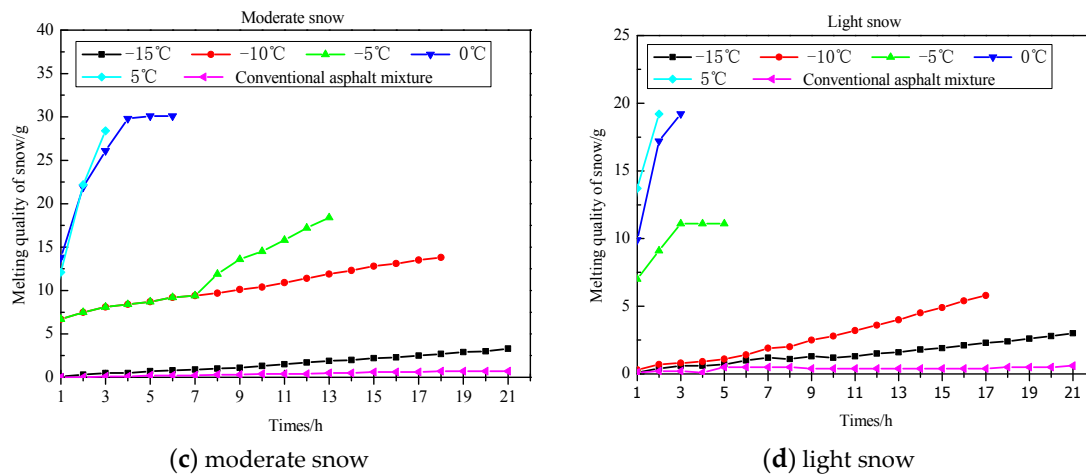 Moderate snow
40
35
30
25
20
15
10
5
0
Melting quality of snow/g
−15℃ −10℃ −5℃ 0℃
5℃ Conventional asphalt mixture
1 3 5 7 9 11 13 15 17 19 21
Times/h
(c) moderate snow
Light snow
25
20
15
10
5
0
Melting quality of snow/g
−15℃ −10℃ −5℃ 0℃
5℃ Conventional asphalt mixture
1 3 5 7 9 11 13 15 17 19 21
Times/h
(d) light snow